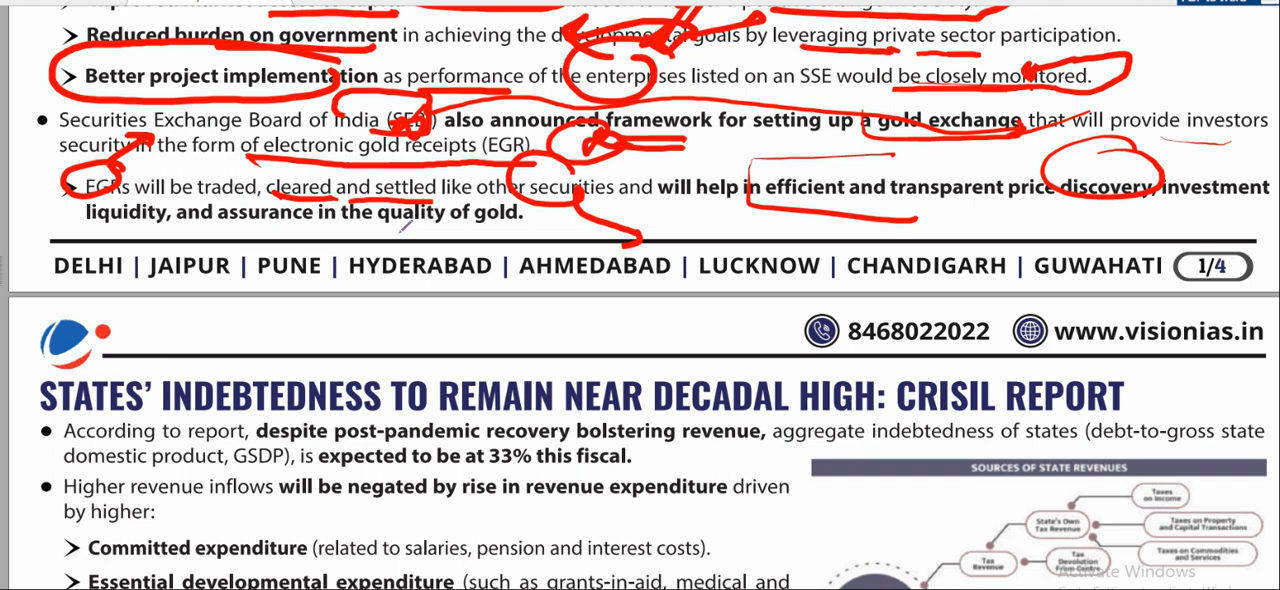 ➤ Reduced burden on government in achieving the developmental goals by leveraging private sector participation.
➤ Better project implementation as performance of the enterprises listed on an SSE would be closely monitored.
● Securities Exchange Board of India (SEBI) also announced framework for setting up a gold exchange that will provide investors
security in the form of electronic gold receipts (EGR).
➤ EGRs will be traded, cleared and settled like other securities and will help in efficient and transparent price discovery, investment
liquidity, and assurance in the quality of gold.
DELHI | JAIPUR | PUNE | HYDERABAD | AHMEDABAD | LUCKNOW | CHANDIGARH | GUWAHATI 1/4
8468022022 www.visionias.in
STATES' INDEBTEDNESS TO REMAIN NEAR DECADAL HIGH: CRISIL REPORT
● According to report, despite post-pandemic recovery bolstering revenue, aggregate indebtedness of states (debt-to-gross state
domestic product, GSDP), is expected to be at 33% this fiscal.
● Higher revenue inflows will be negated by rise in revenue expenditure driven
by higher:
➤ Committed expenditure (related to salaries, pension and interest costs).
➤ Essential developmental expenditure (such as grants-in-aid, medical and
SOURCES OF STATE REVENUES
Taxes
on Income
State's Own
Tax Revenue
Taxes on Property
and Capital Transactions
Taxes on Commodities
and Services
Tax
Revenue
Tax
Devolution
From Centre
Activate Windows